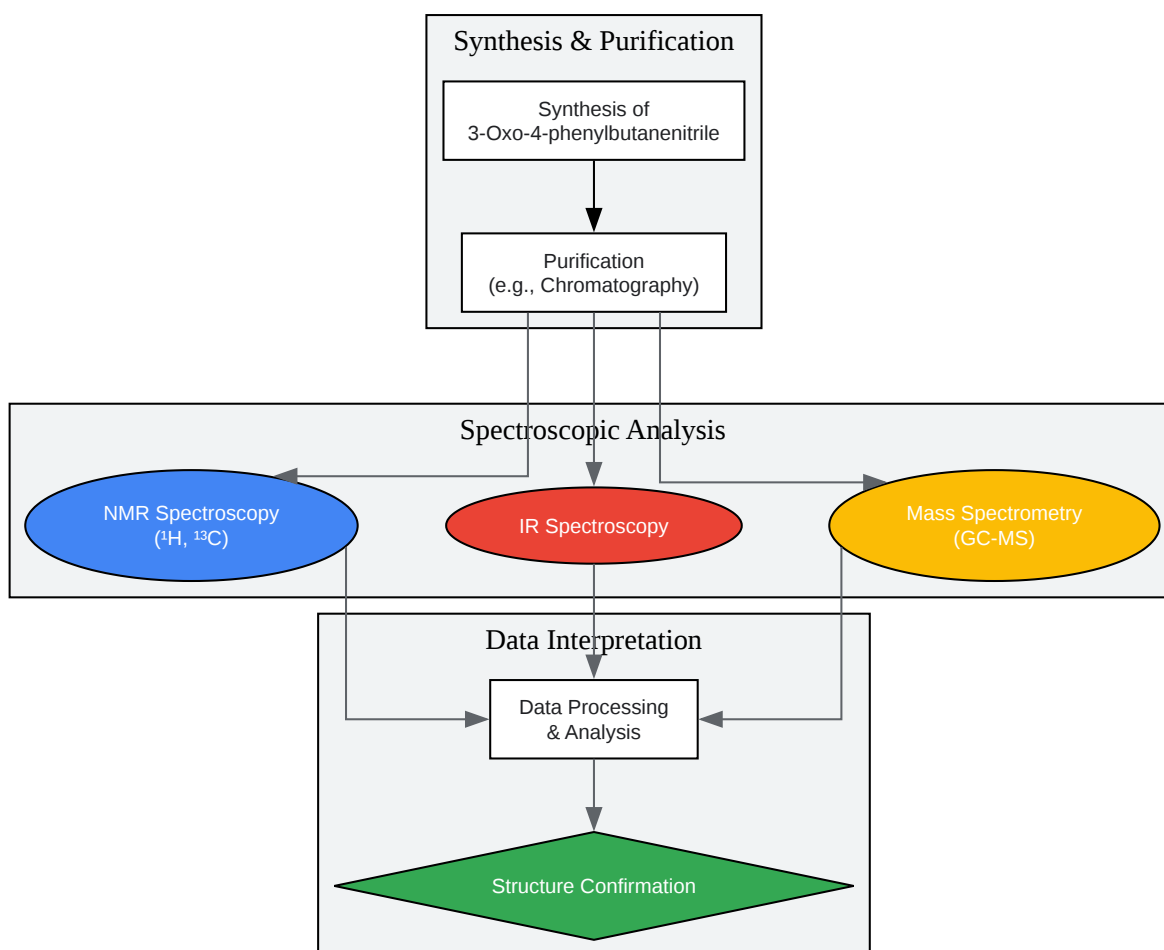 Synthesis & Purification
Synthesis of
3-Oxo-4-phenylbutanenitrile
Purification
(e.g., Chromatography)
Spectroscopic Analysis
NMR Spectroscopy
(¹H, ¹³C)
IR Spectroscopy
Mass Spectrometry
(GC-MS)
Data Interpretation
Data Processing
& Analysis
Structure Confirmation